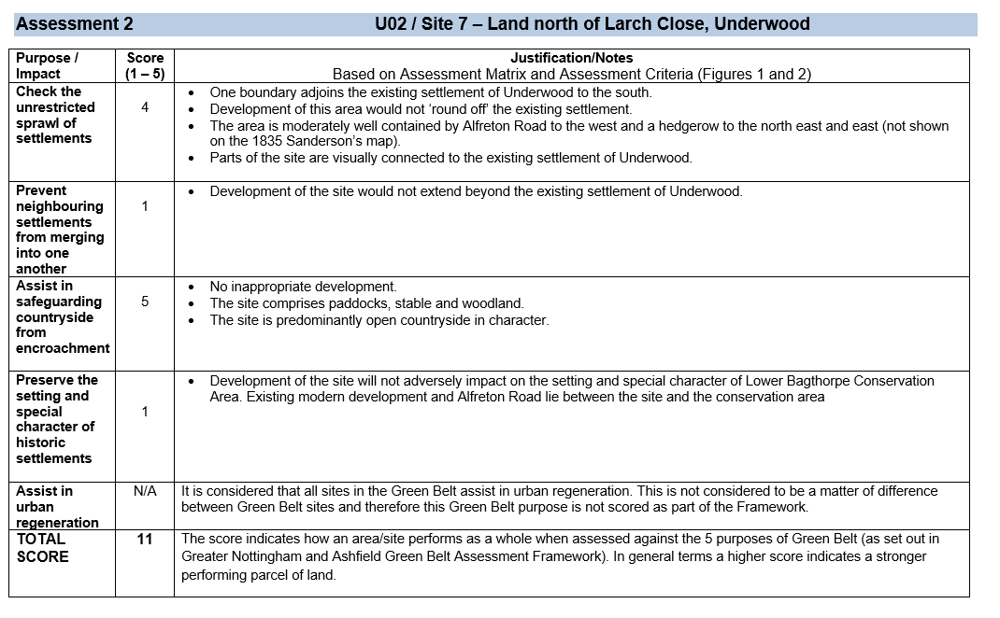 Assessment 2 U02 / Site 7 – Land north of Larch Close, Underwood
Purpose / Impact
Score (1 – 5)
Justification/Notes
Based on Assessment Matrix and Assessment Criteria (Figures 1 and 2)
Check the
unrestricted
sprawl of
settlements
4
• One boundary adjoins the existing settlement of Underwood to the south.
• Development of this area would not ‘round off’ the existing settlement.
• The area is moderately well contained by Alfreton Road to the west and a hedgerow to the north east and east (not shown
on the 1835 Sanderson’s map).
• Parts of the site are visually connected to the existing settlement of Underwood.
Prevent
neighbouring
settlements
from merging
into one
another
1
• Development of the site would not extend beyond the existing settlement of Underwood.
Assist in
safeguarding
countryside
from
encroachment
5
• No inappropriate development.
• The site comprises paddocks, stable and woodland.
• The site is predominantly open countryside in character.
Preserve the
setting and
special
character of
historic
settlements
1
• Development of the site will not adversely impact on the setting and special character of Lower Bagthorpe Conservation
Area. Existing modern development and Alfreton Road lie between the site and the conservation area
Assist in
urban
regeneration
N/A
It is considered that all sites in the Green Belt assist in urban regeneration. This is not considered to be a matter of difference
between Green Belt sites and therefore this Green Belt purpose is not scored as part of the Framework.
TOTAL
SCORE
11
The score indicates how an area/site performs as a whole when assessed against the 5 purposes of Green Belt (as set out in
Greater Nottingham and Ashfield Green Belt Assessment Framework). In general terms a higher score indicates a stronger
performing parcel of land.